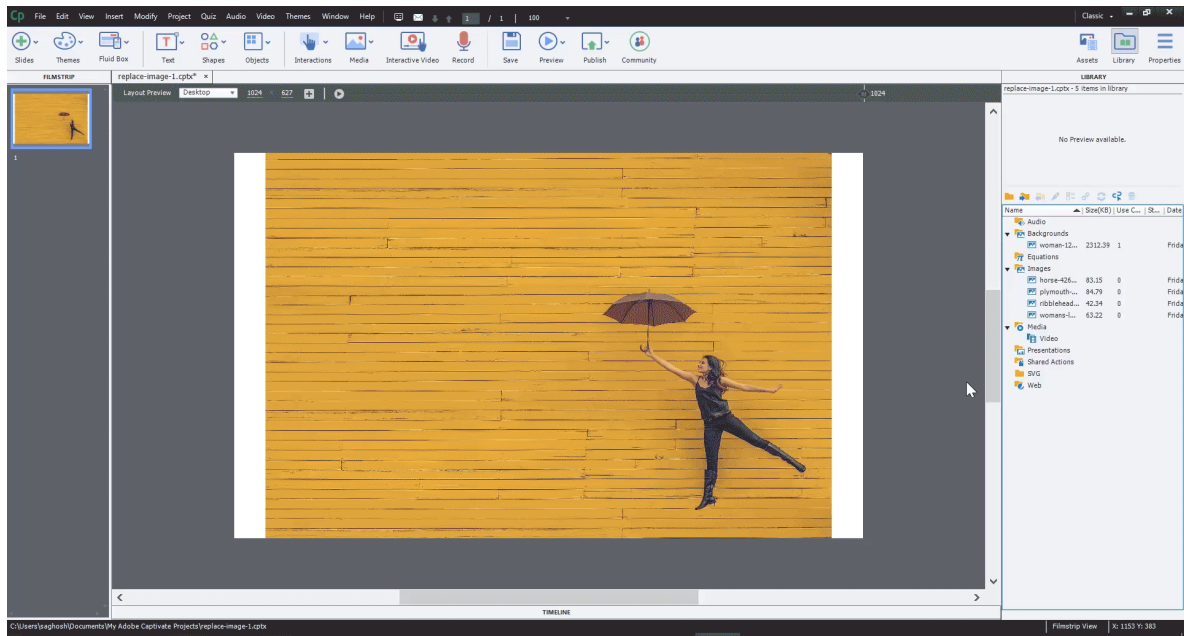 Cp File Edit View Insert Modify Project Quiz Audio Video Themes Window Help 1 / 1 100 Classic
Slides Themes Fluid Box Text Shapes Objects Interactions Media Interactive Video Record Save Preview Publish Community Assets Library Properties
FILMSTRIP replace-image-1.cptx* × LIBRARY
Layout Preview Desktop 1024 627 1024
replace-image-1.cptx - 5 items in library
1
No Preview available.
Name Size(KB) Use C... St... Date
Audio
Backgrounds
woman-12... 2312.39 1 Frida
Equations
Images
horse-426... 83.15 0 Frida
plymouth-... 84.79 0 Frida
ribblehead... 42.34 0 Frida
womans-l... 63.22 0 Frida
Media
Video
Presentations
Shared Actions
SVG
Web
TIMELINE
C:\Users\saghosh\Documents\My Adobe Captivate Projects\replace-image-1.cptx Filmstrip View X: 1153 Y: 383